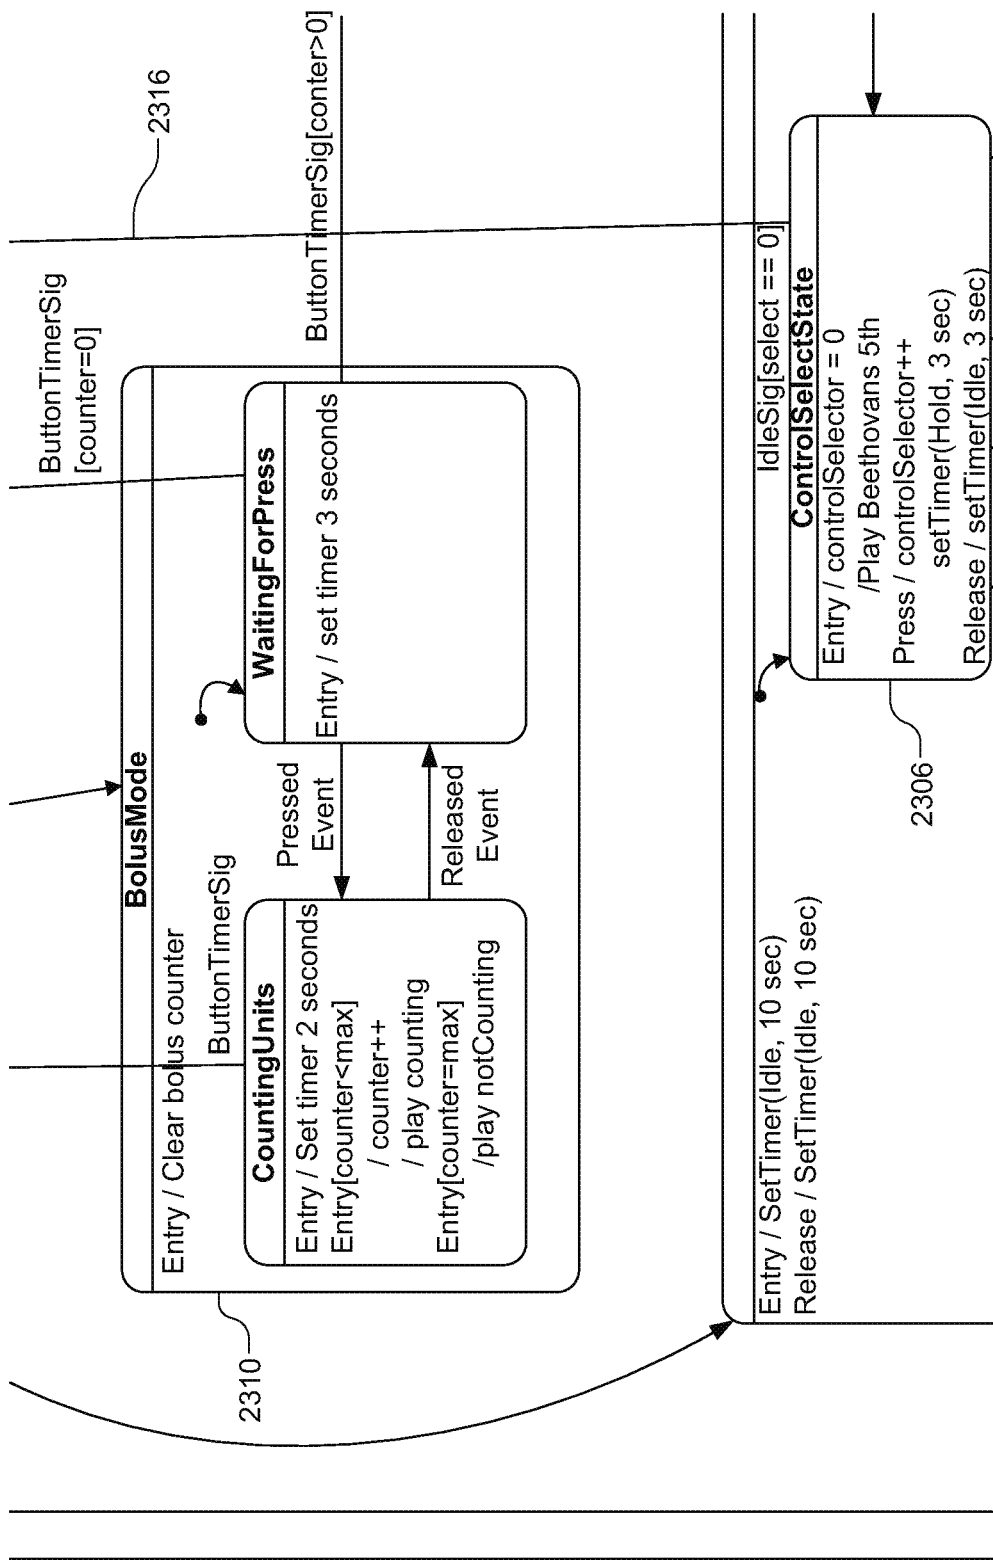 2316
ButtonTimerSig
[counter=0]
ButtonTimerSig[conter>0]
BolusMode
Entry / Clear bolus counter
ButtonTimerSig
WaitingForPress
Entry / set timer 3 seconds
Pressed
Event
Released
Event
CountingUnits
Entry / Set timer 2 seconds
Entry[counter<max]
/ counter++
/ play counting
Entry[counter=max]
/play notCounting
2310
IdleSig[select == 0]
ControlSelectState
Entry / controlSelector = 0
/Play Beethovans 5th
Press / controlSelector++
setTimer(Hold, 3 sec)
Release / setTimer(Idle, 3 sec)
2306
Entry / SetTimer(Idle, 10 sec)
Release / SetTimer(Idle, 10 sec)